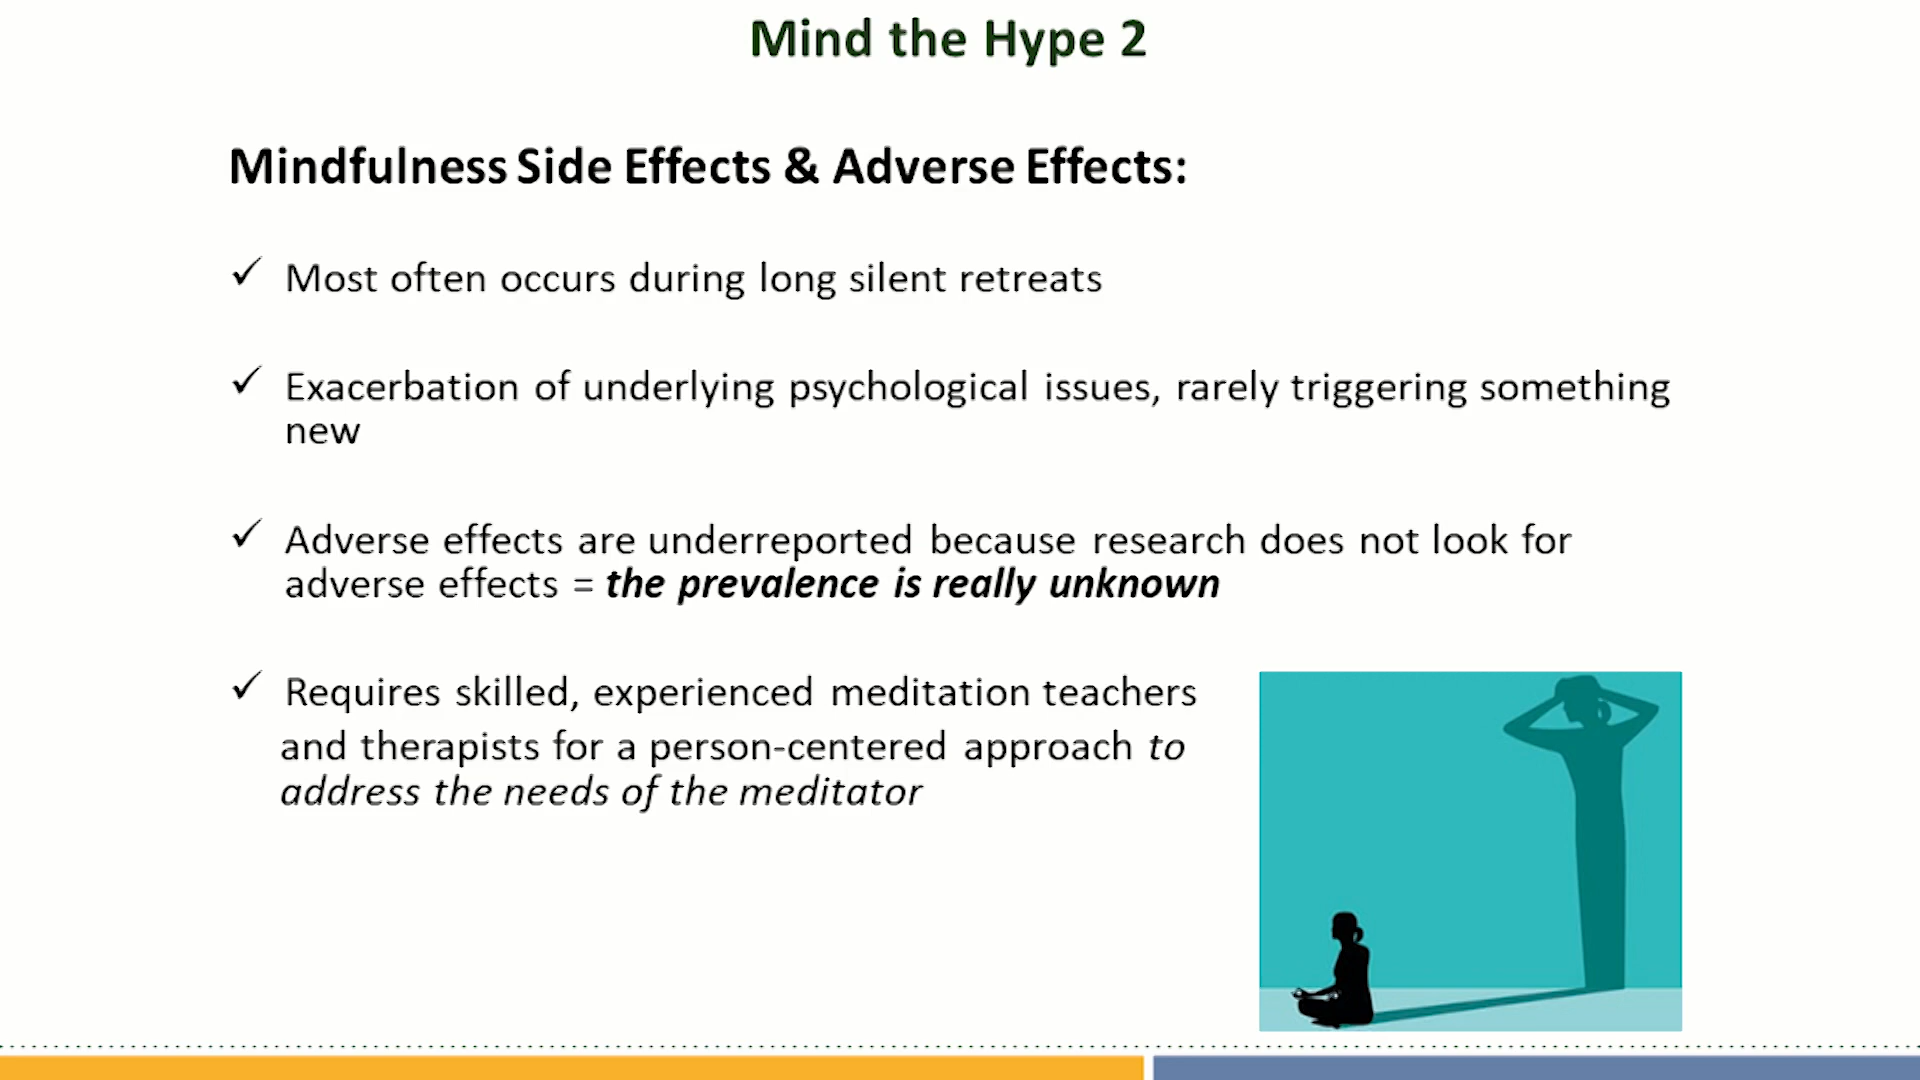 Mind the Hype 2
Mindfulness Side Effects & Adverse Effects:
✓ Most often occurs during long silent retreats
✓ Exacerbation of underlying psychological issues, rarely triggering something
new
✓ Adverse effects are underreported because research does not look for
adverse effects = the prevalence is really unknown
✓ Requires skilled, experienced meditation teachers
and therapists for a person-centered approach to
address the needs of the meditator